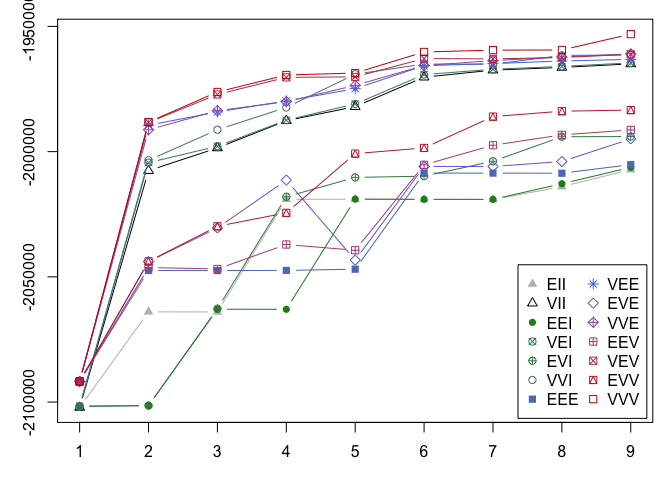 -1950000
-2000000
-2050000
-2100000
EII VEE
VII EVE
EEI VVE
VEI EEV
EVI VEV
VVI EVV
EEE VVV
1 2 3 4 5 6 7 8 9